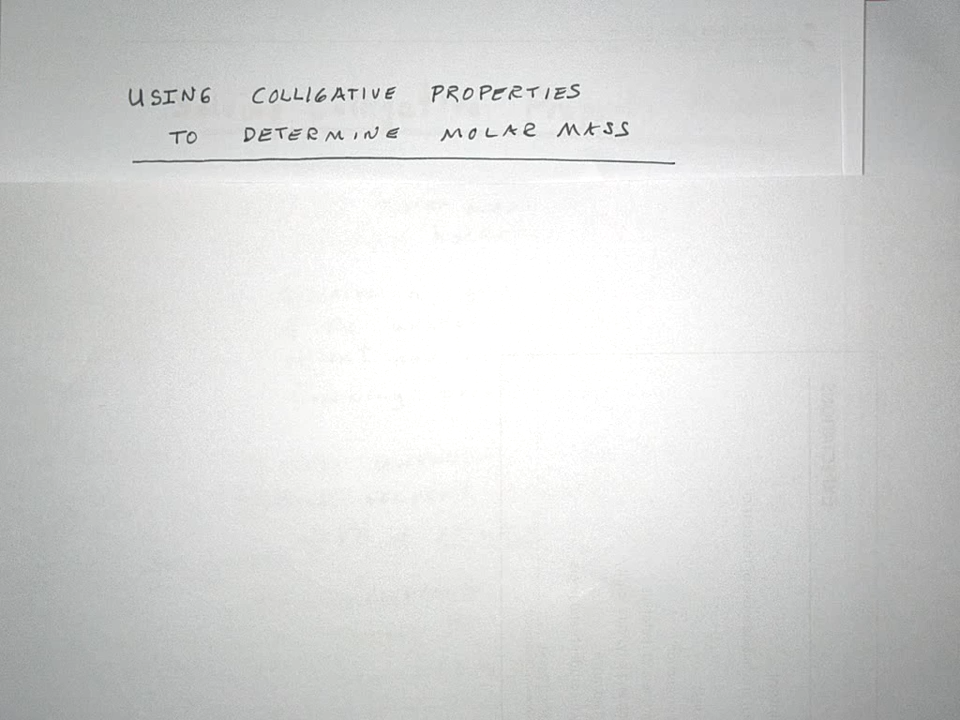 USING COLLIGATIVE PROPERTIES
TO DETERMINE MOLAR MASS